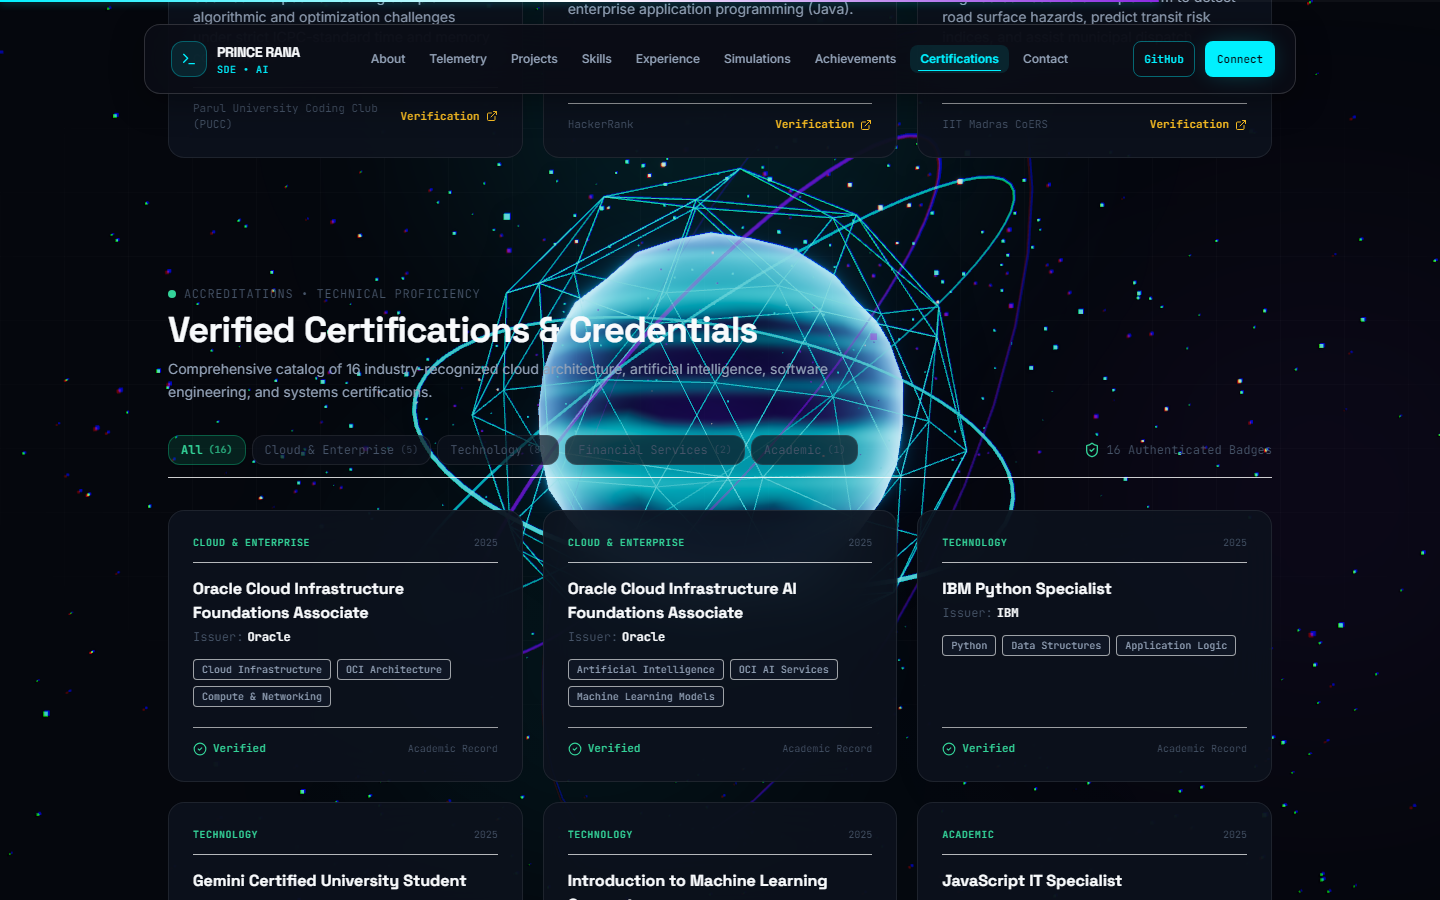 algorithmic and optimization challenges
enterprise application programming (Java).
road surface hazards, predict transit risk
PRINCE RANA
SDE • AI
About
Telemetry
Projects
Skills
Experience
Simulations
Achievements
Certifications
Contact
GitHub
Connect
Parul University Coding Club
(PUCC)
Verification
HackerRank
Verification
IIT Madras CoERS
Verification
ACCREDITATIONS • TECHNICAL PROFICIENCY
Verified Certifications & Credentials
Comprehensive catalog of 16 industry-recognized cloud architecture, artificial intelligence, software
engineering, and systems certifications.
All (16)
Cloud & Enterprise (5)
Technology
Financial Services (2)
Academic (1)
16 Authenticated Badges
CLOUD & ENTERPRISE
2025
Oracle Cloud Infrastructure
Foundations Associate
Issuer: Oracle
Cloud Infrastructure
OCI Architecture
Compute & Networking
Verified
Academic Record
CLOUD & ENTERPRISE
2025
Oracle Cloud Infrastructure AI
Foundations Associate
Issuer: Oracle
Artificial Intelligence
OCI AI Services
Machine Learning Models
Verified
Academic Record
TECHNOLOGY
2025
IBM Python Specialist
Issuer: IBM
Python
Data Structures
Application Logic
Verified
Academic Record
TECHNOLOGY
2025
Gemini Certified University Student
TECHNOLOGY
2025
Introduction to Machine Learning
ACADEMIC
2025
JavaScript IT Specialist